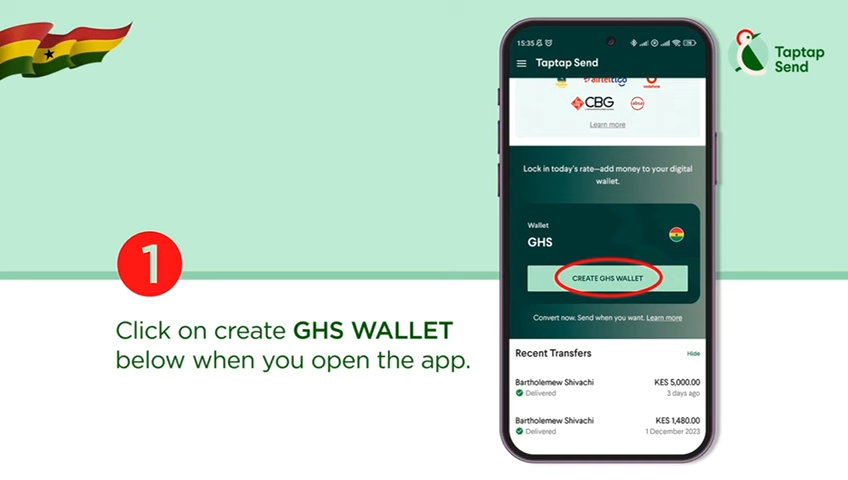 1
Click on create GHS WALLET
below when you open the app.
15:35
Taptap Send
airteltigo
vodafone
CBG
absa
Learn more
Lock in today's rate—add money to your digital
wallet.
Wallet
GHS
CREATE GHS WALLET
Convert now. Send when you want. Learn more
Recent Transfers
Hide
Bartholemew Shivachi
KES 5,000.00
Delivered
3 days ago
Bartholemew Shivachi
KES 1,480.00
Delivered
1 December 2023
Taptap
Send